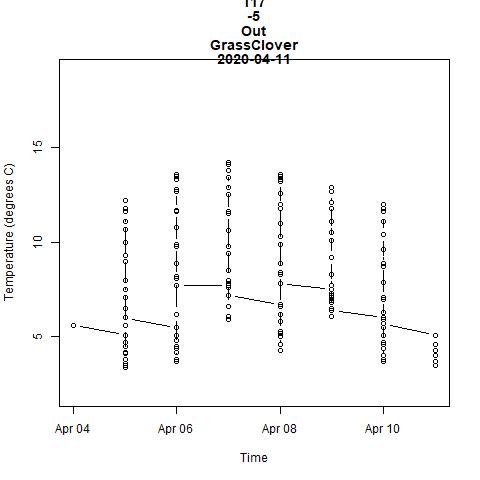 117
-5
Out
GrassClover
2020-04-11
Temperature (degrees C)
15
10
5
Apr 04
Apr 06
Apr 08
Apr 10
Time